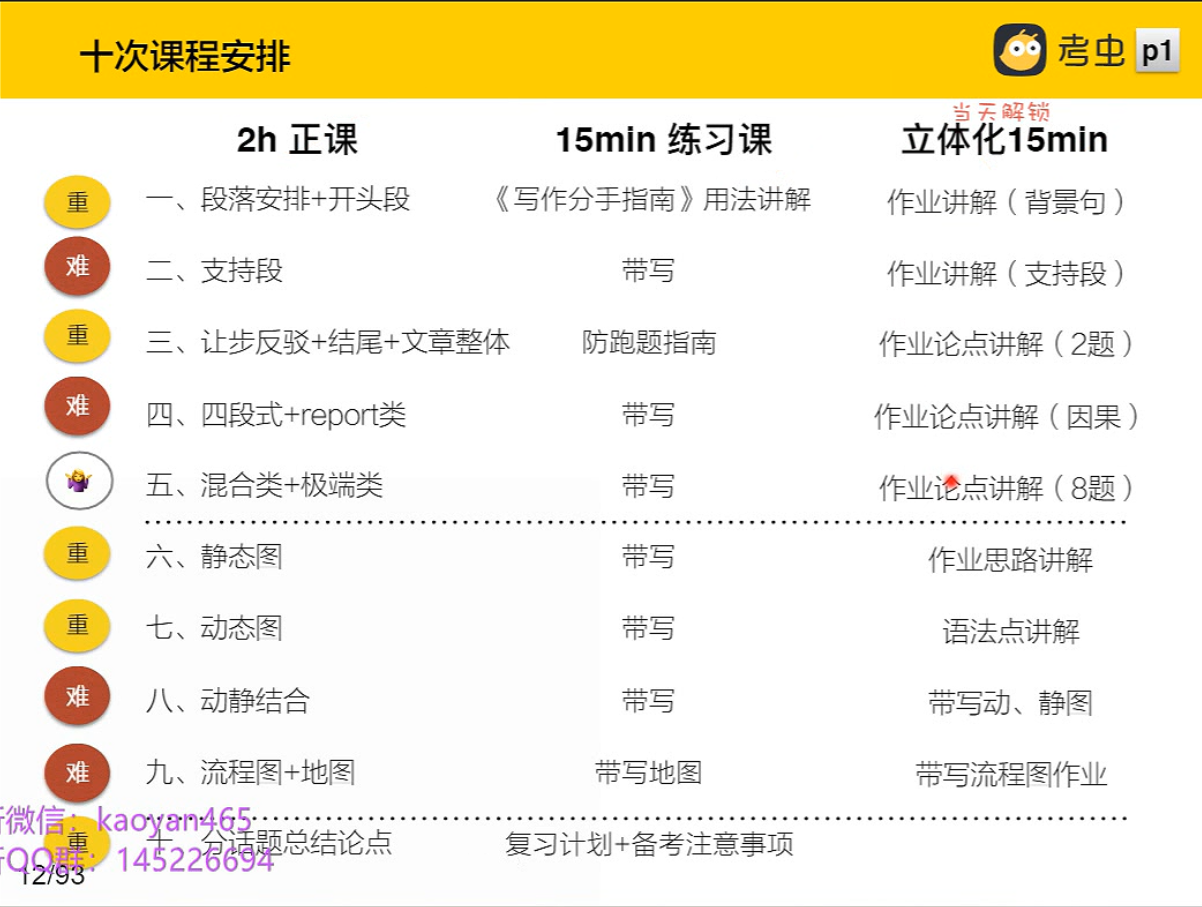 十次课程安排
考虫 p1
当天解锁
2h 正课 15min 练习课 立体化15min
重 一、段落安排+开头段 《写作分手指南》用法讲解 作业讲解（背景句）
难 二、支持段 带写 作业讲解（支持段）
重 三、让步反驳+结尾+文章整体 防跑题指南 作业论点讲解（2题）
难 四、四段式+report类 带写 作业论点讲解（因果）
五、混合类+极端类 带写 作业论点讲解（8题）
重 六、静态图 带写 作业思路讲解
重 七、动态图 带写 语法点讲解
难 八、动静结合 带写 带写动、静图
难 九、流程图+地图 带写地图 带写流程图作业
微信：kaoyan465
重 十、分话题总结论点 复习计划+备考注意事项
QQ群：145226694
12/93